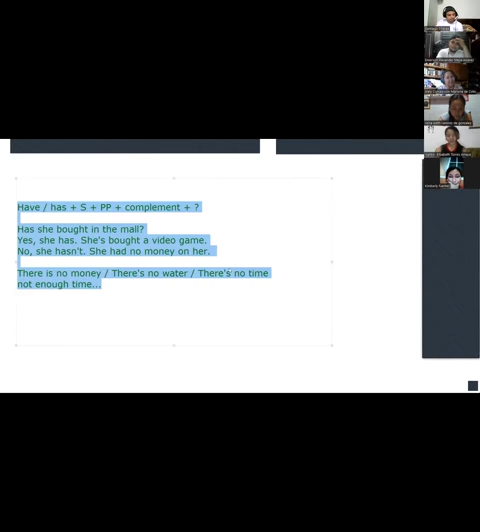 Have / has + S + PP + complement + ?
Has she bought in the mall?
Yes, she has. She's bought a video game.
No, she hasn't. She had no money on her.
There is no money / There's no water / There's no time
not enough time...